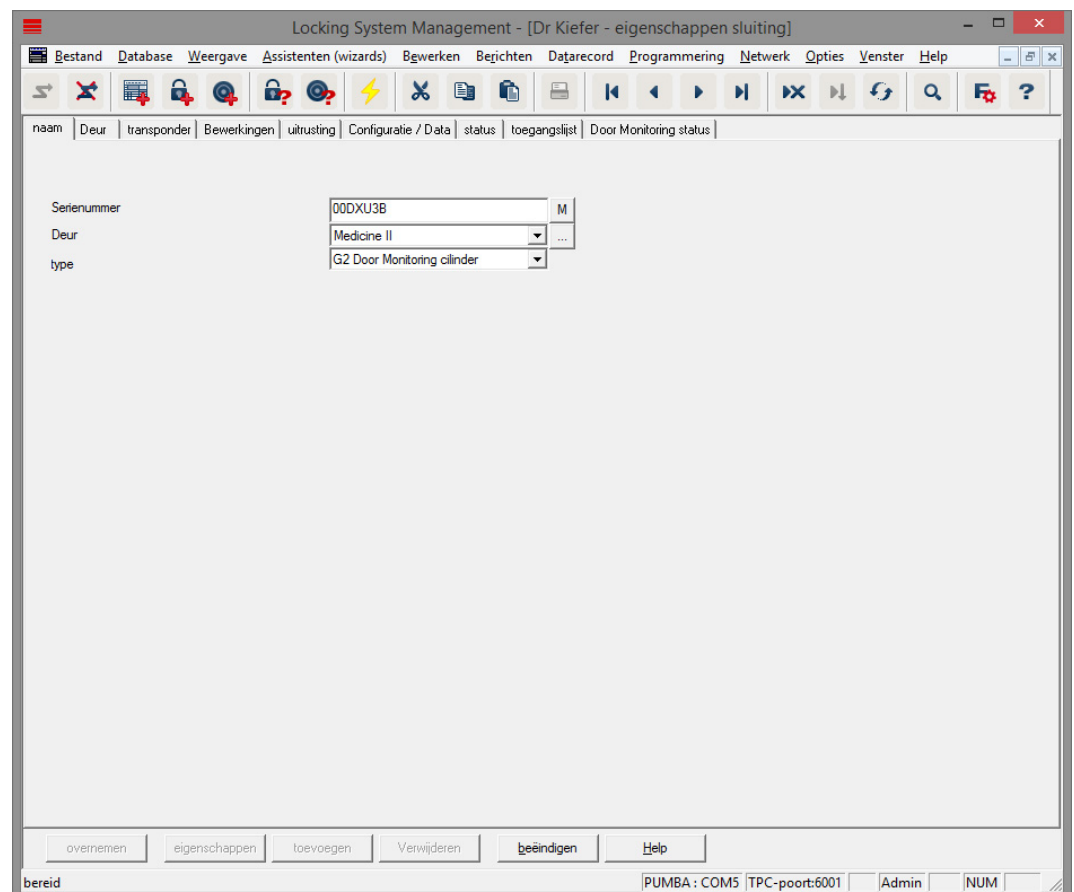 Locking System Management - [Dr Kiefer - eigenschappen sluiting]
Bestand Database Weergave Assistenten (wizards) Bewerken Berichten Datarecord Programmering Netwerk Opties Venster Help
naam Deur transponder Bewerkingen uitrusting Configuratie / Data status toegangslijst Door Monitoring status
Serienummer 00DXU3B M
Deur Medicine II ...
type G2 Door Monitoring cilinder
overnemen eigenschappen toevoegen Verwijderen beëindigen Help
bereid PUMBA : COM5 TPC-poort:6001 Admin NUM